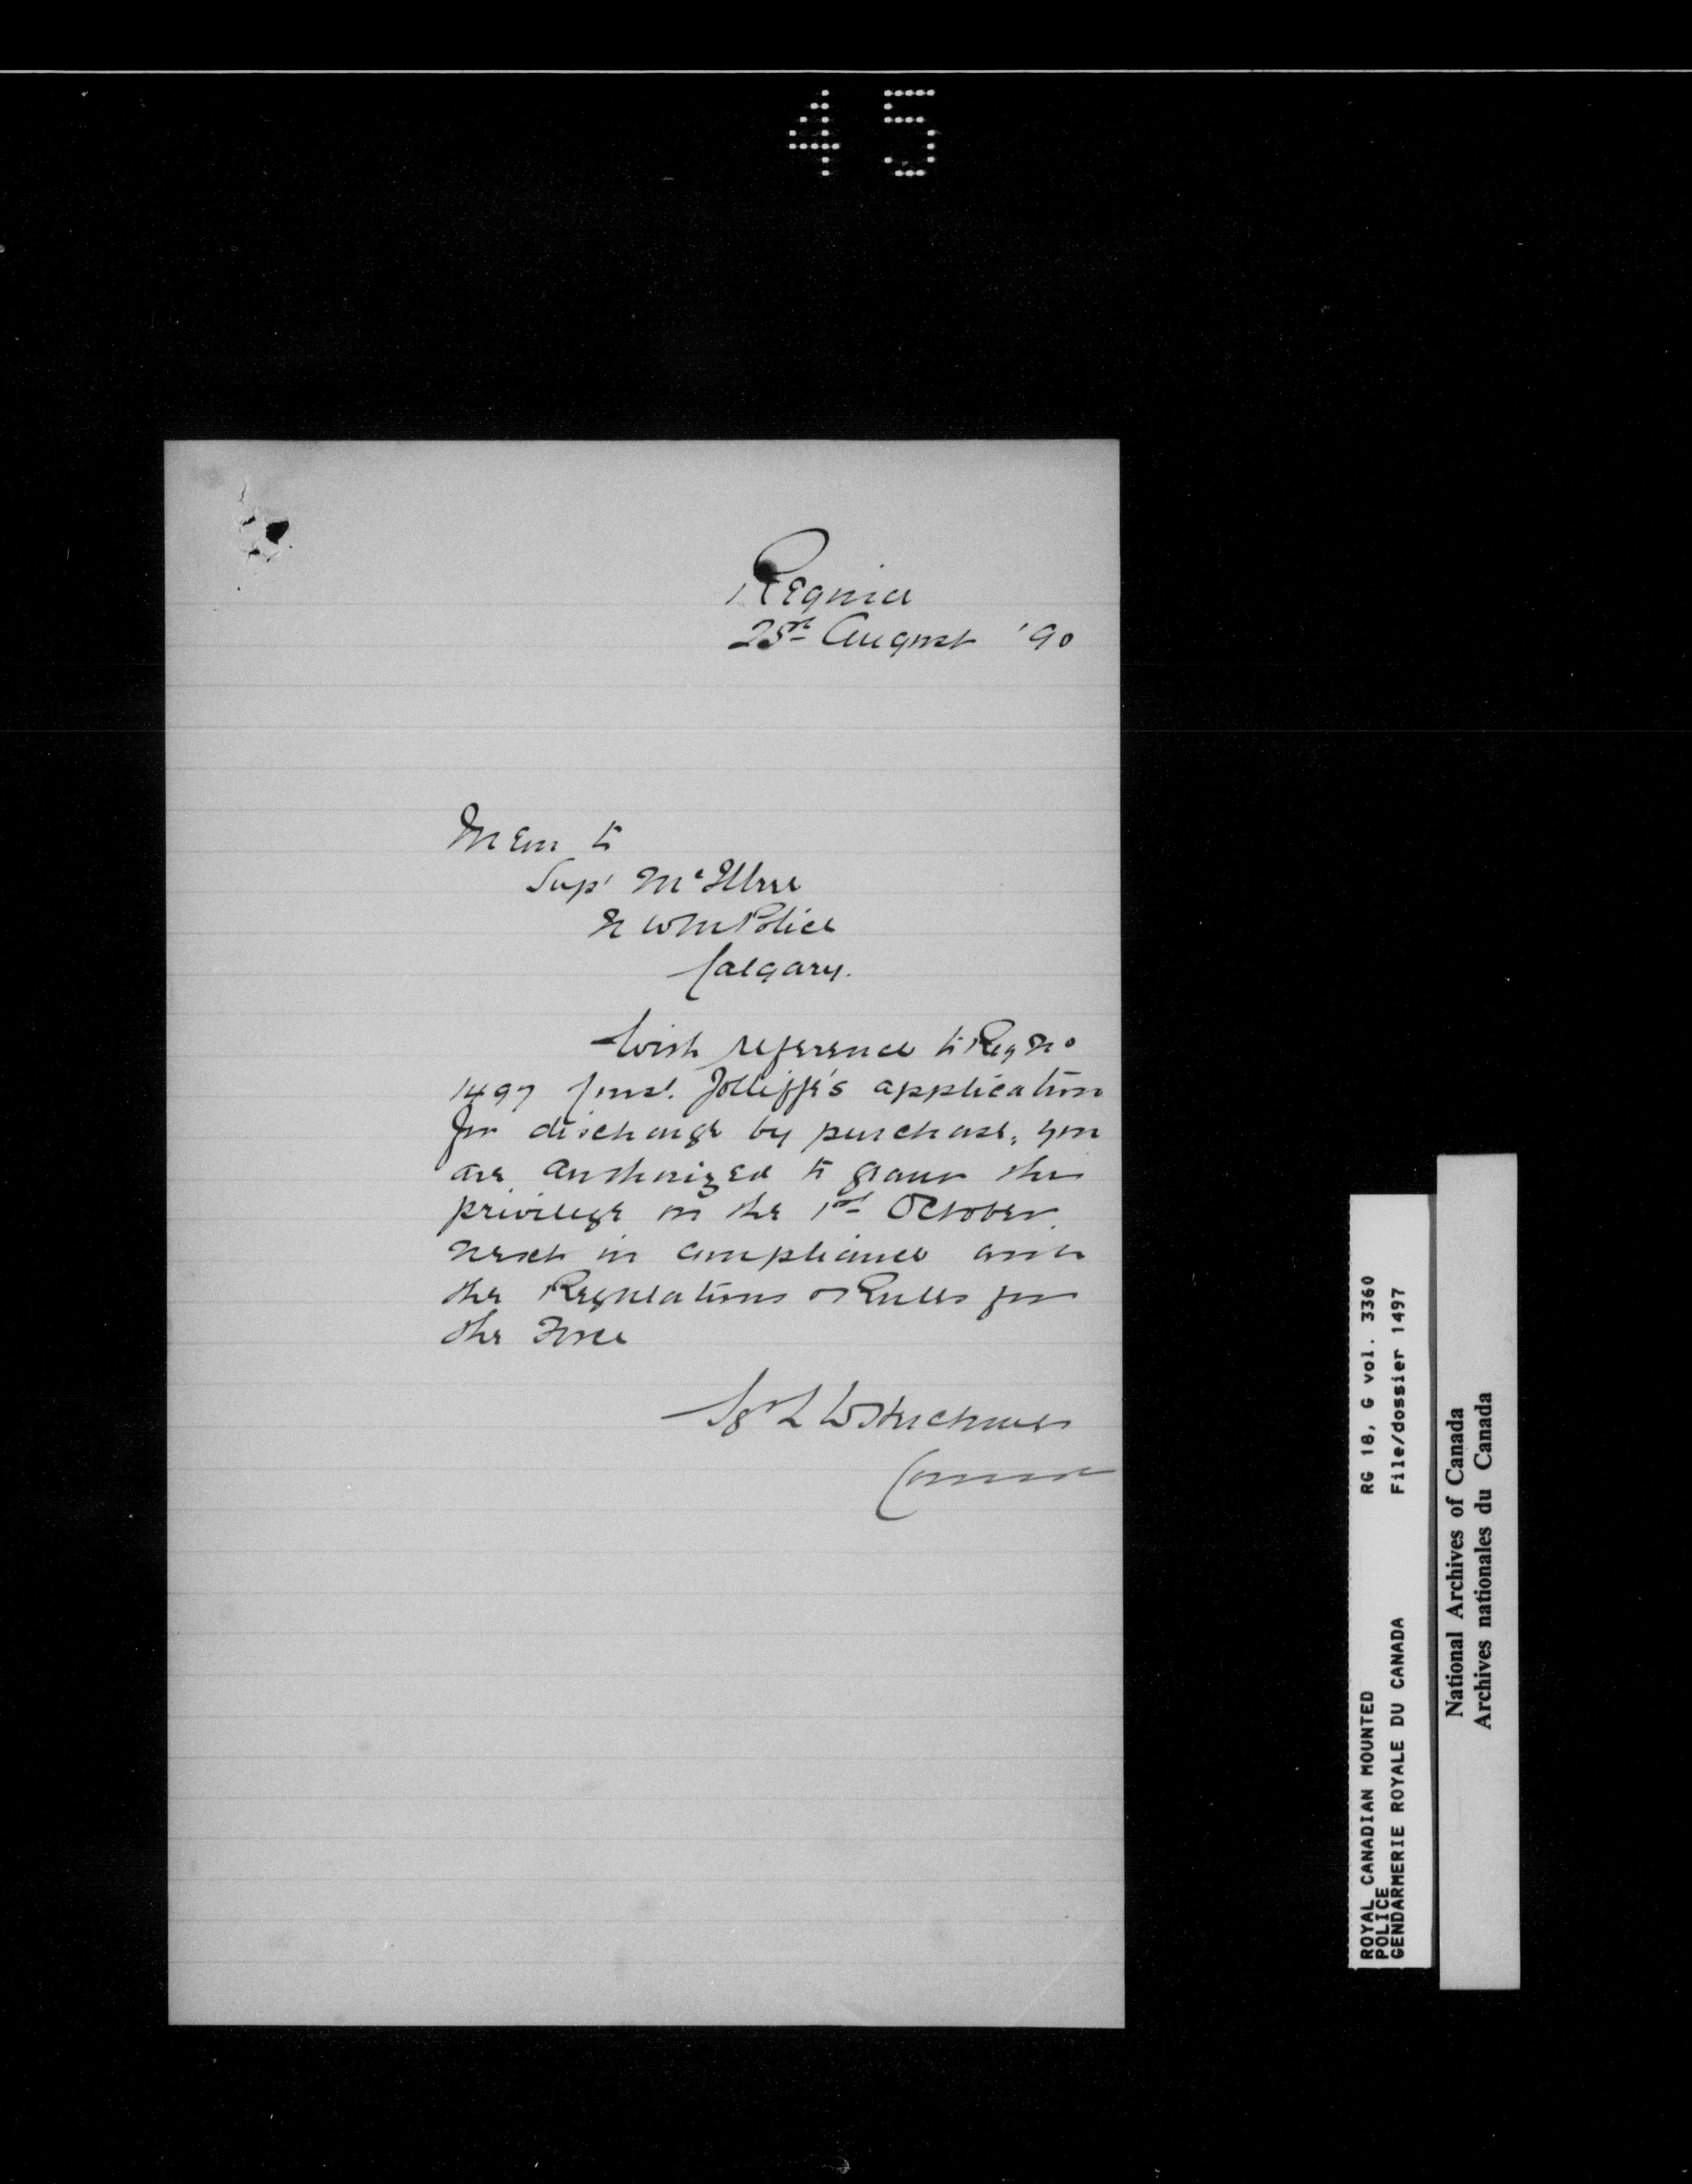 45
Regina
25th August '90
Mem to
Supt McIllree
N W M Police
Calgary.
With reference to Reg No
1497 Const. Jolliffe's application
for discharge by purchase, you
are authorized to grant the
privilege on the 1st October
next in compliance with
the Regulations & Rules for
the Force
Sgd L W Herchmer
Commr
ROYAL CANADIAN MOUNTED RG 18, G vol. 3360
POLICE
GENDARMERIE ROYALE DU CANADA File/dossier 1497
National Archives of Canada
Archives nationales du Canada